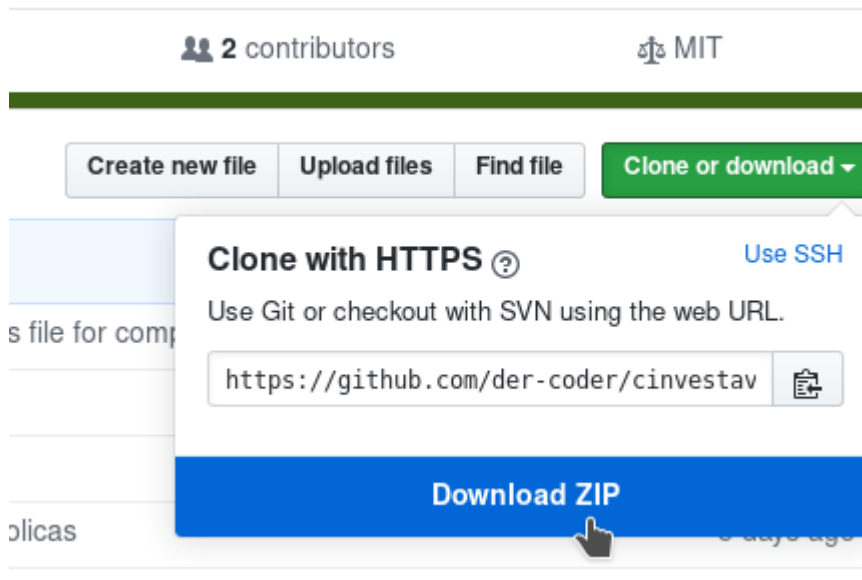 2 contributors
MIT
Create new file
Upload files
Find file
Clone or download
Clone with HTTPS
Use SSH
Use Git or checkout with SVN using the web URL.
s file for comp
https://github.com/der-coder/cinvestav
Download ZIP
olicas
days ago